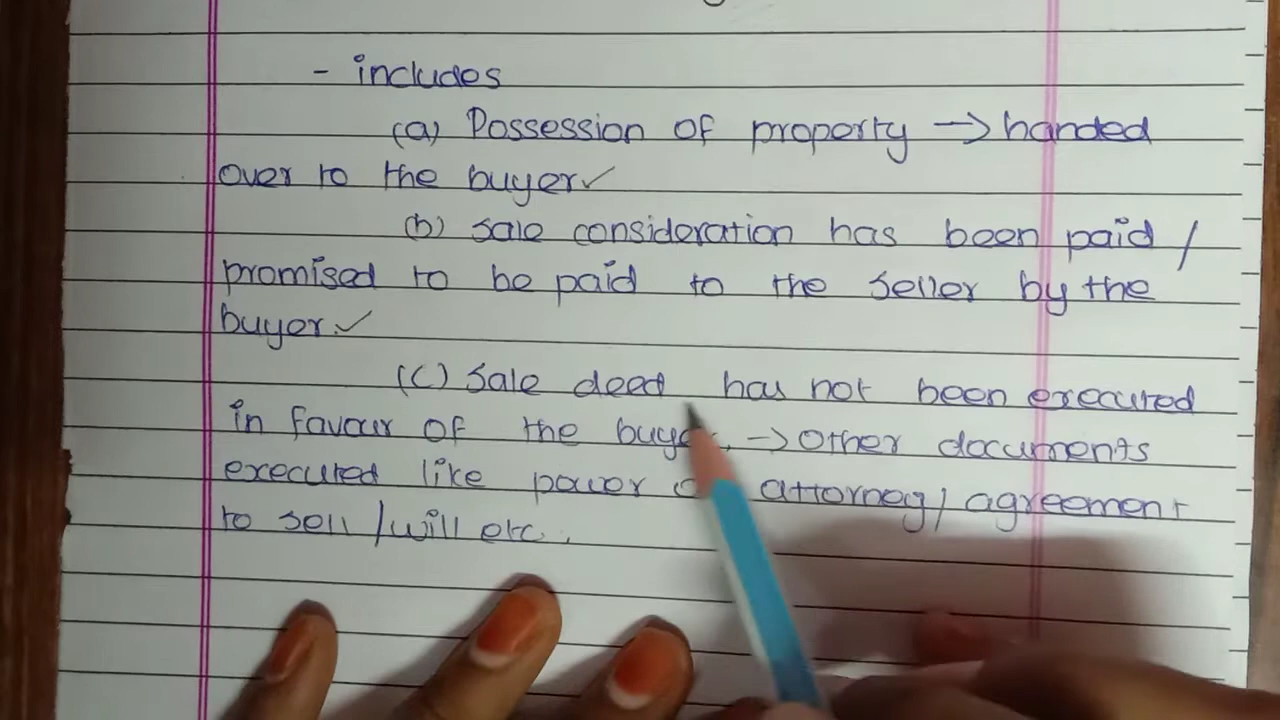 - includes
(a) Possession of property → handed
over to the buyer ✓
(b) Sale consideration has been paid /
promised to be paid to the seller by the
buyer. ✓
(c) Sale deed has not been executed
in favour of the buyer, → other documents
executed like power of attorney / agreement
to sell / will etc.